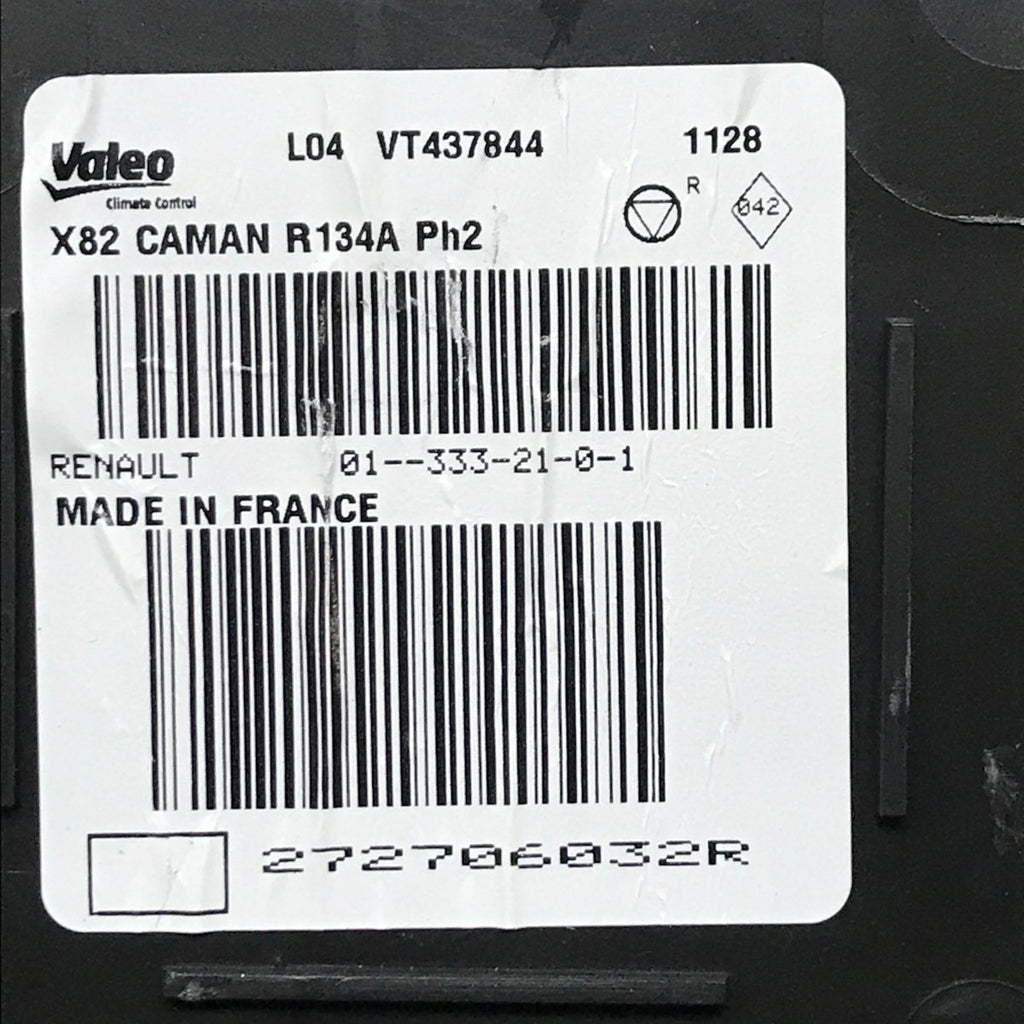 Valeo
Climate Control
L04 VT437844 1128
R
042
X82 CAMAN R134A Ph2
RENAULT 01--333-21-0-1
MADE IN FRANCE
272706032R